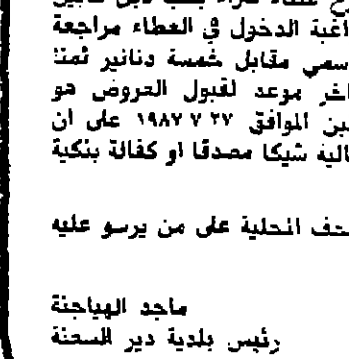 اغبة الدخول في العطاء مراجعة
سمي مقابل خمسة دنانير ثمنا
اخر موعد لقبول العروض هو
ين الموافق ٢٧ ٧ ١٩٨٧ على ان
الية شيكا مصدقا او كفالة بنكية
حف المحلية على من يرسو عليه
ماجد الهياجنة
رئيس بلدية دير السعنة